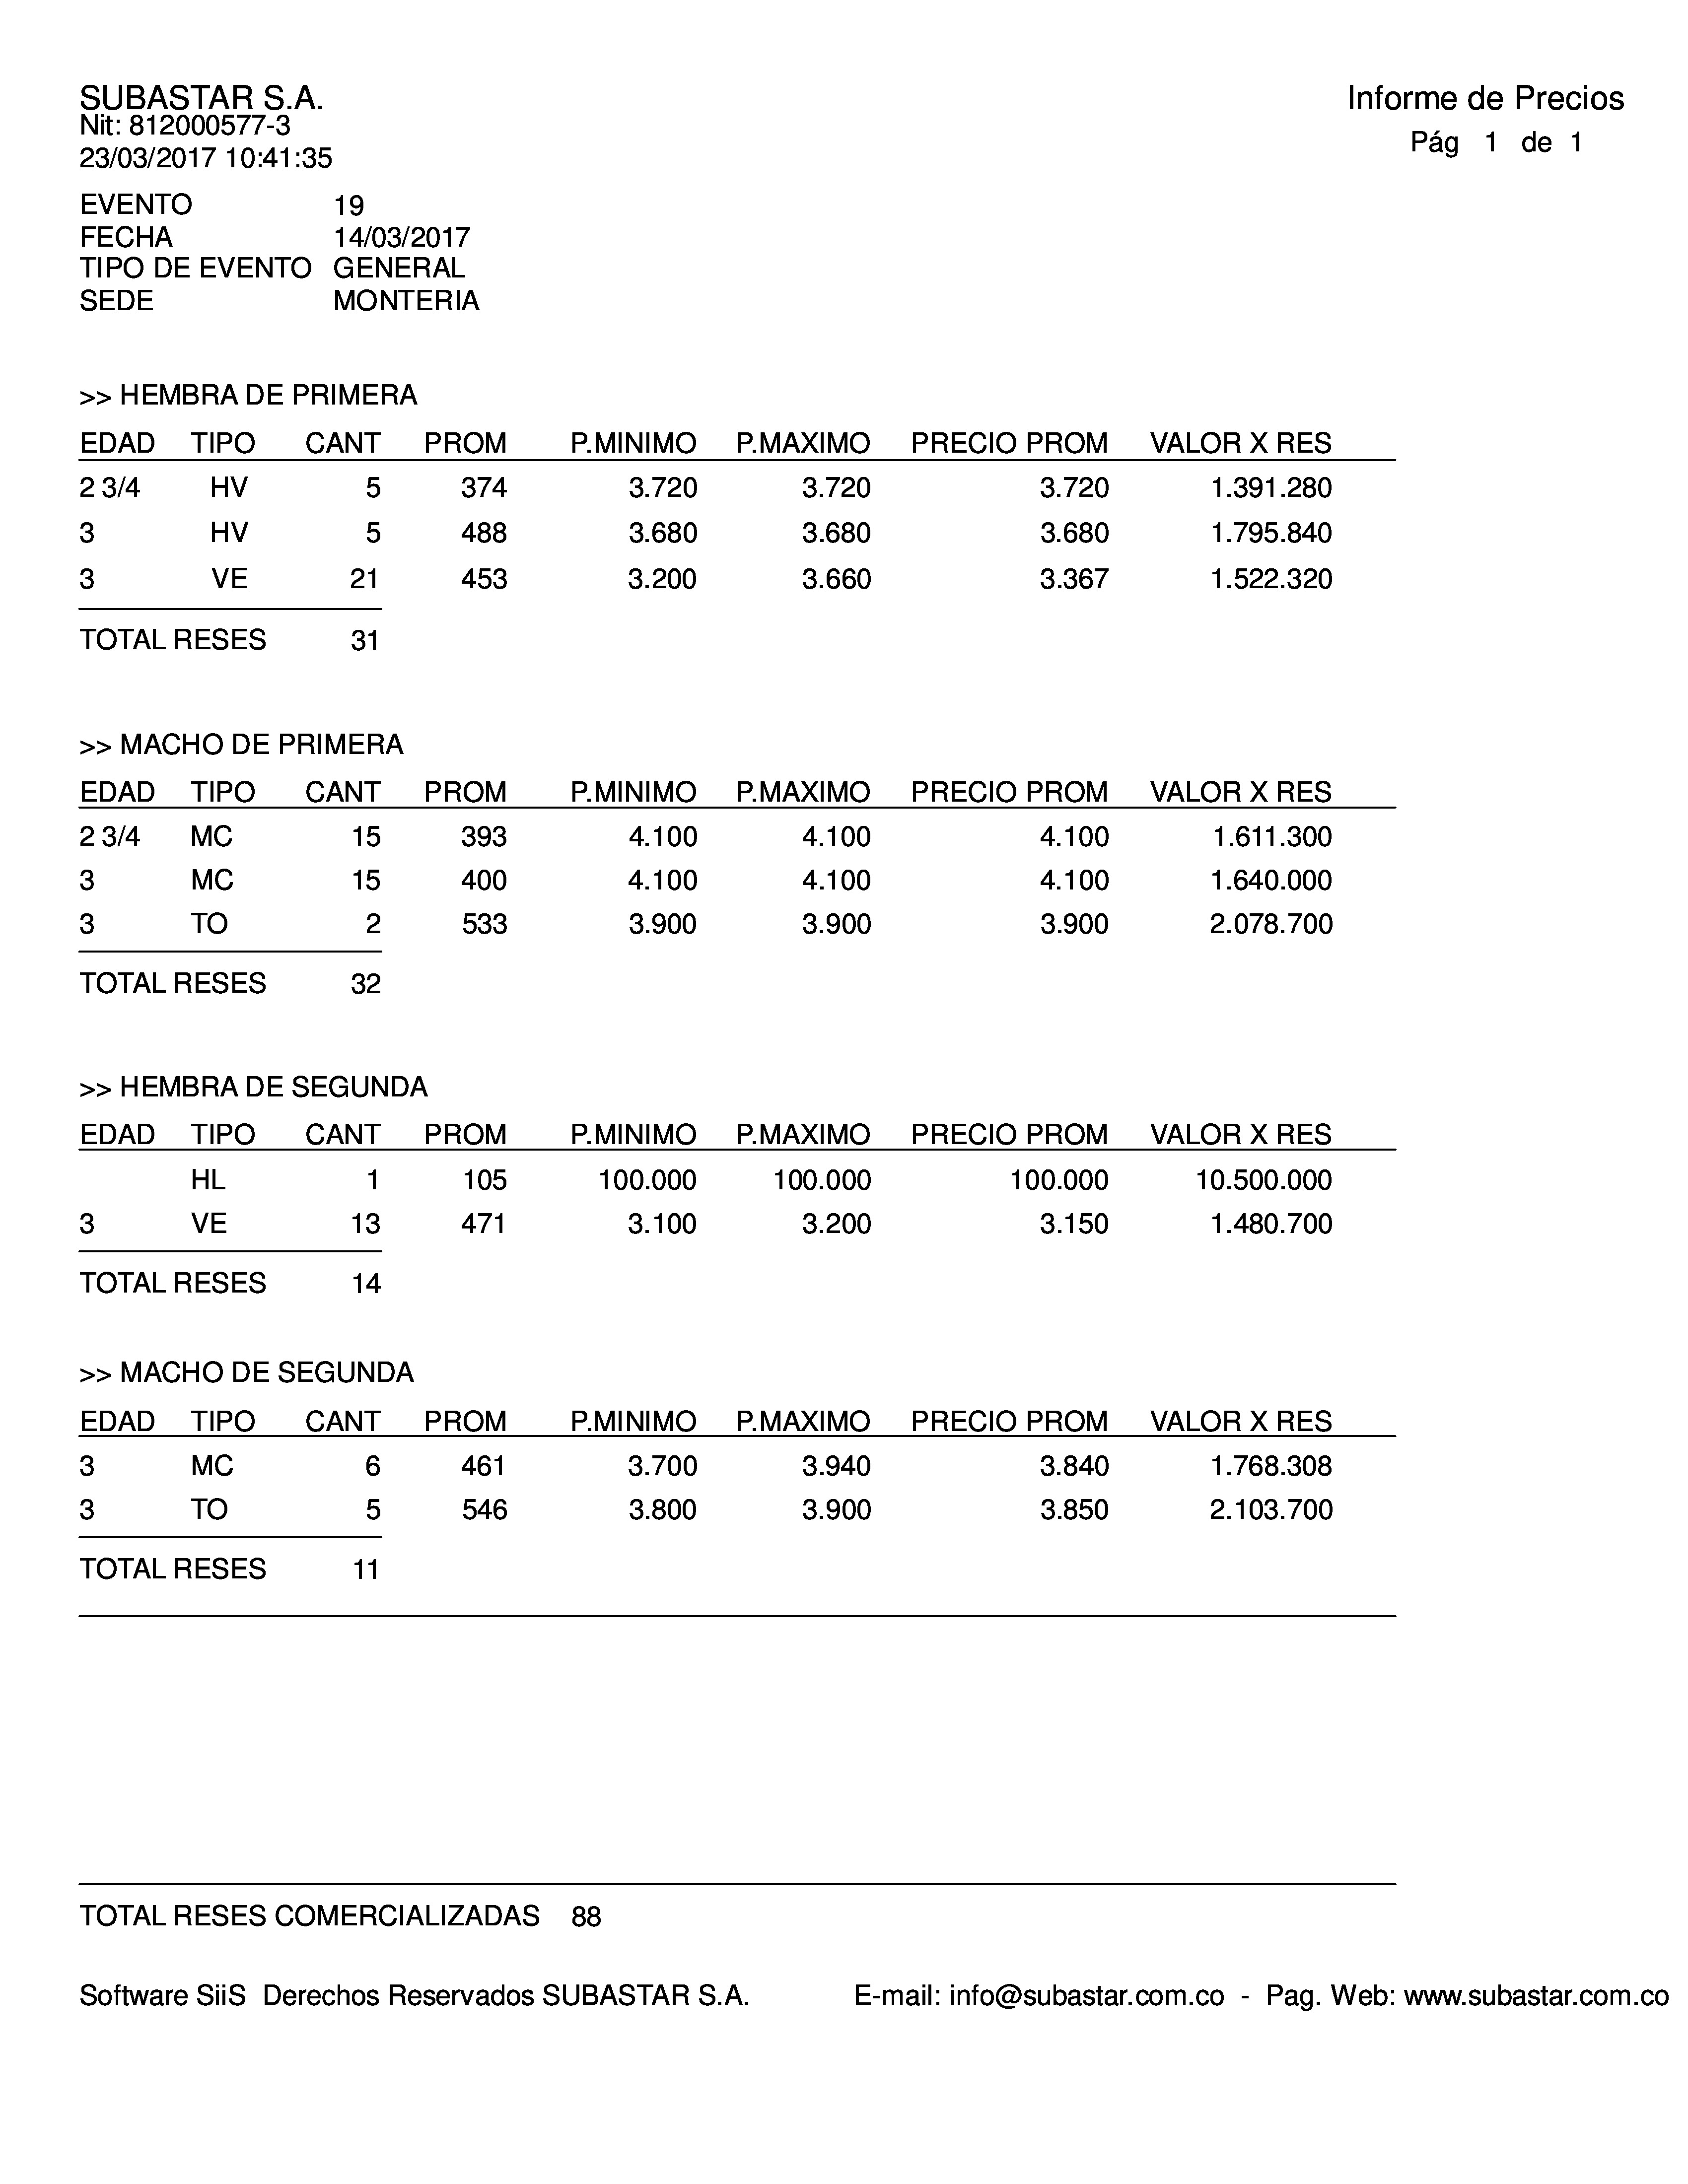 SUBASTAR S.A.
Informe de Precios
Nit: 812000577-3
Pág 1 de 1
23/03/2017 10:41:35
EVENTO 19
FECHA 14/03/2017
TIPO DE EVENTO GENERAL
SEDE MONTERIA
>> HEMBRA DE PRIMERA
EDAD TIPO CANT PROM P.MINIMO P.MAXIMO PRECIO PROM VALOR X RES
2 3/4 HV 5 374 3.720 3.720 3.720 1.391.280
3 HV 5 488 3.680 3.680 3.680 1.795.840
3 VE 21 453 3.200 3.660 3.367 1.522.320
TOTAL RESES 31
>> MACHO DE PRIMERA
EDAD TIPO CANT PROM P.MINIMO P.MAXIMO PRECIO PROM VALOR X RES
2 3/4 MC 15 393 4.100 4.100 4.100 1.611.300
3 MC 15 400 4.100 4.100 4.100 1.640.000
3 TO 2 533 3.900 3.900 3.900 2.078.700
TOTAL RESES 32
>> HEMBRA DE SEGUNDA
EDAD TIPO CANT PROM P.MINIMO P.MAXIMO PRECIO PROM VALOR X RES
HL 1 105 100.000 100.000 100.000 10.500.000
3 VE 13 471 3.100 3.200 3.150 1.480.700
TOTAL RESES 14
>> MACHO DE SEGUNDA
EDAD TIPO CANT PROM P.MINIMO P.MAXIMO PRECIO PROM VALOR X RES
3 MC 6 461 3.700 3.940 3.840 1.768.308
3 TO 5 546 3.800 3.900 3.850 2.103.700
TOTAL RESES 11
TOTAL RESES COMERCIALIZADAS 88
Software SiiS Derechos Reservados SUBASTAR S.A. E-mail: info@subastar.com.co - Pag. Web: www.subastar.com.co